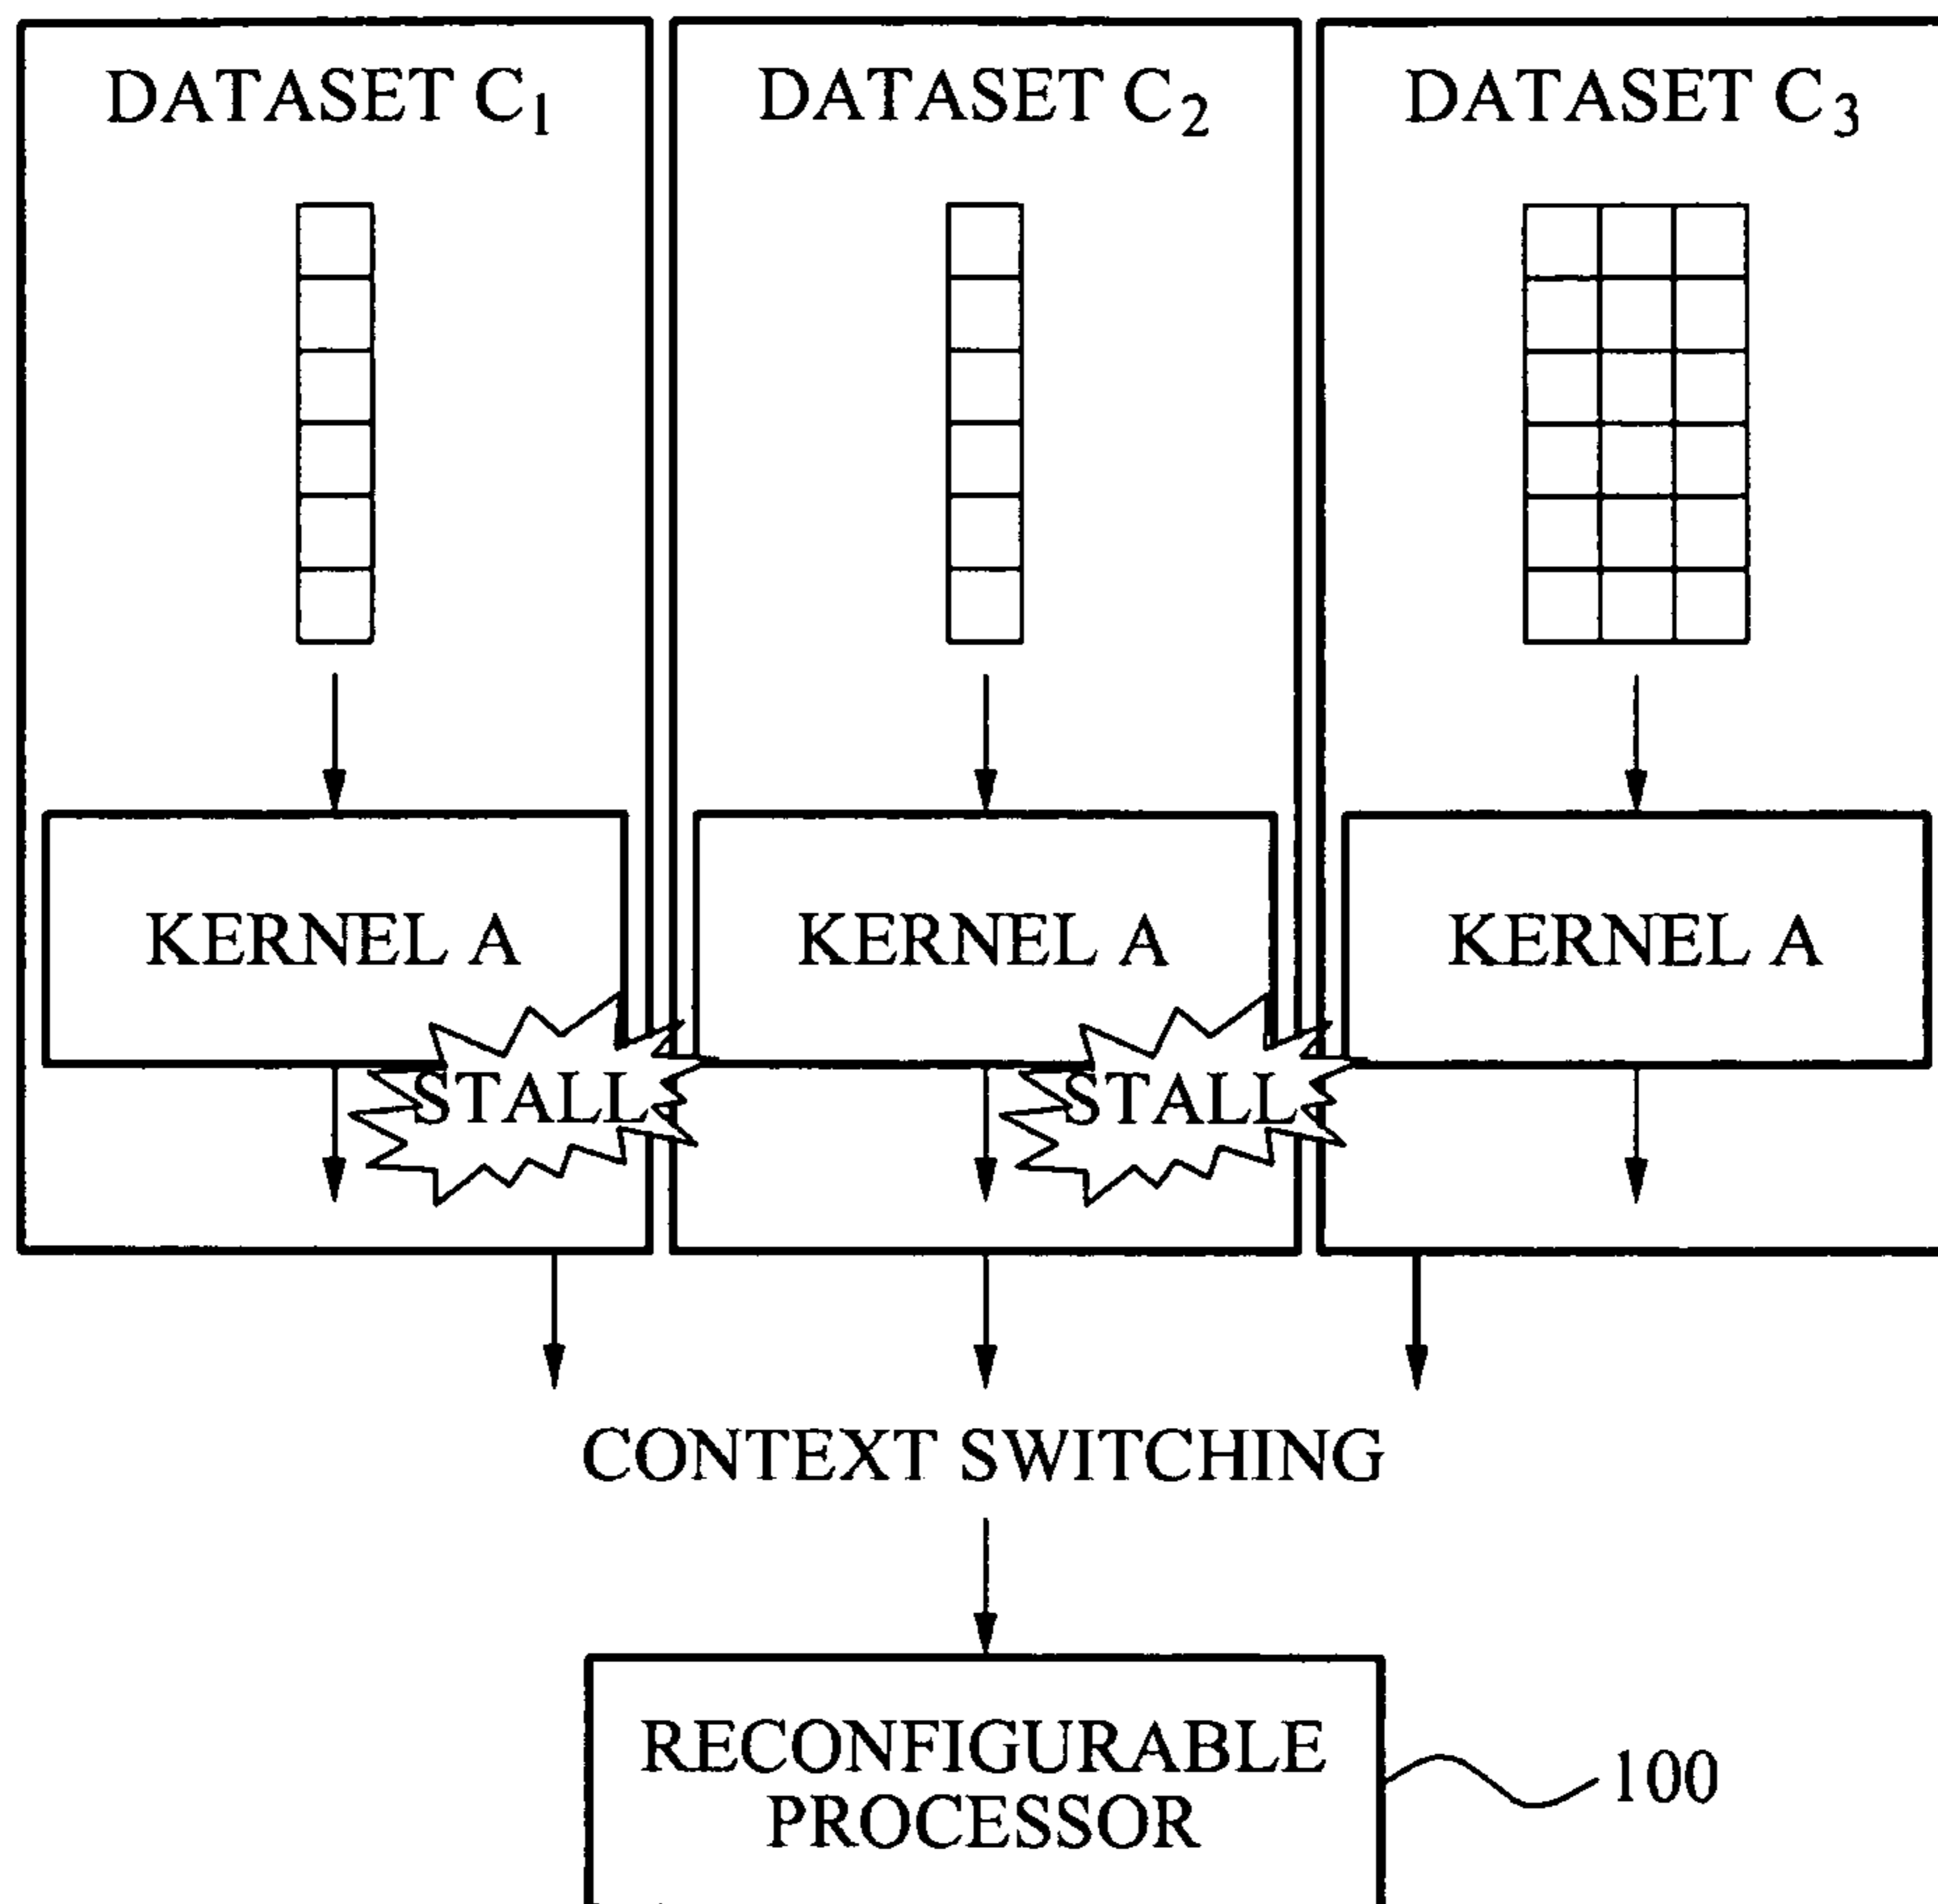 DATASET C1
DATASET C2
DATASET C3
KERNEL A
KERNEL A
KERNEL A
STALL
STALL
CONTEXT SWITCHING
RECONFIGURABLE
PROCESSOR
100